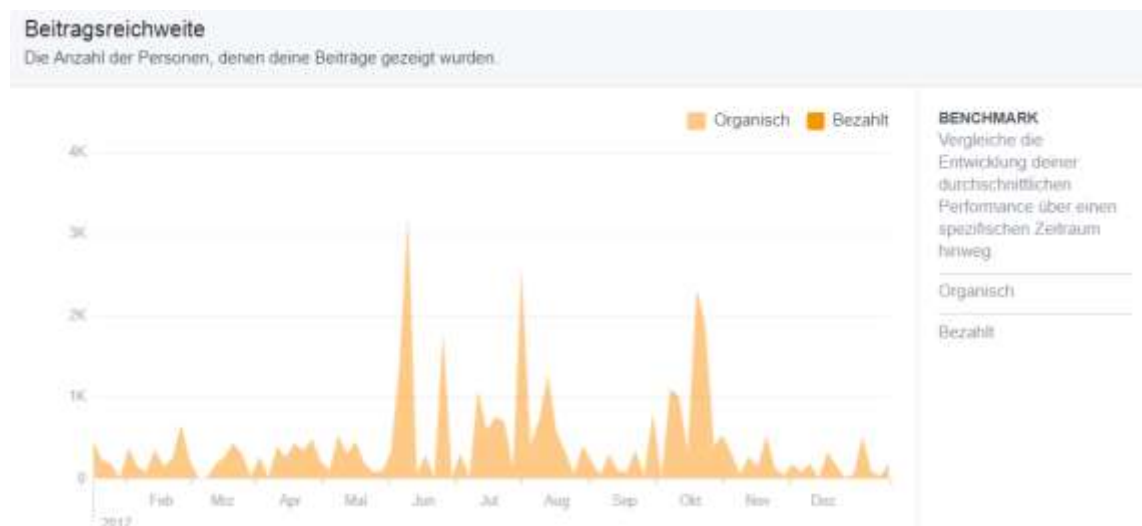 Beitragsreichweite
Die Anzahl der Personen, denen deine Beiträge gezeigt wurden.
Organisch Bezahlt
4K
3K
2K
1K
0
Feb Mrz Apr Mai Jun Jul Aug Sep Okt Nov Dez
2017
BENCHMARK
Vergleiche die
Entwicklung deiner
durchschnittlichen
Performance über einen
spezifischen Zeitraum
hinweg
Organisch
Bezahlt